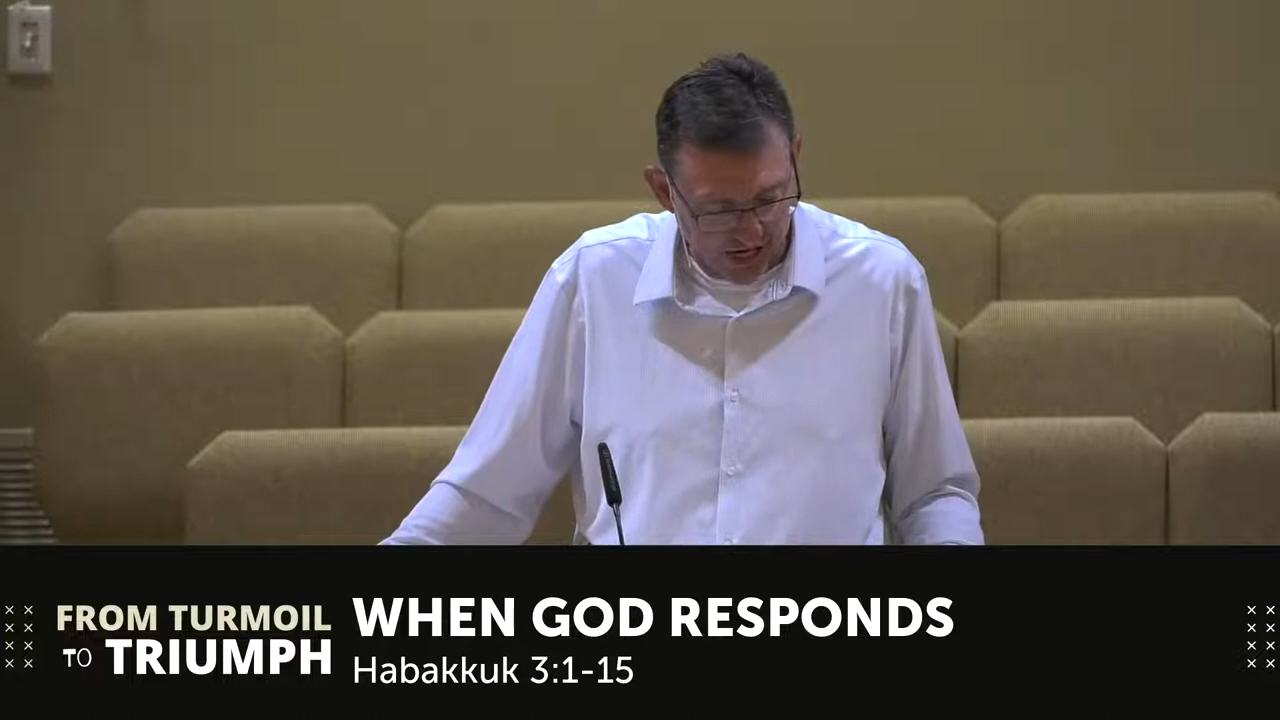 FROM TURMOIL
TO TRIUMPH
WHEN GOD RESPONDS
Habakkuk 3:1-15